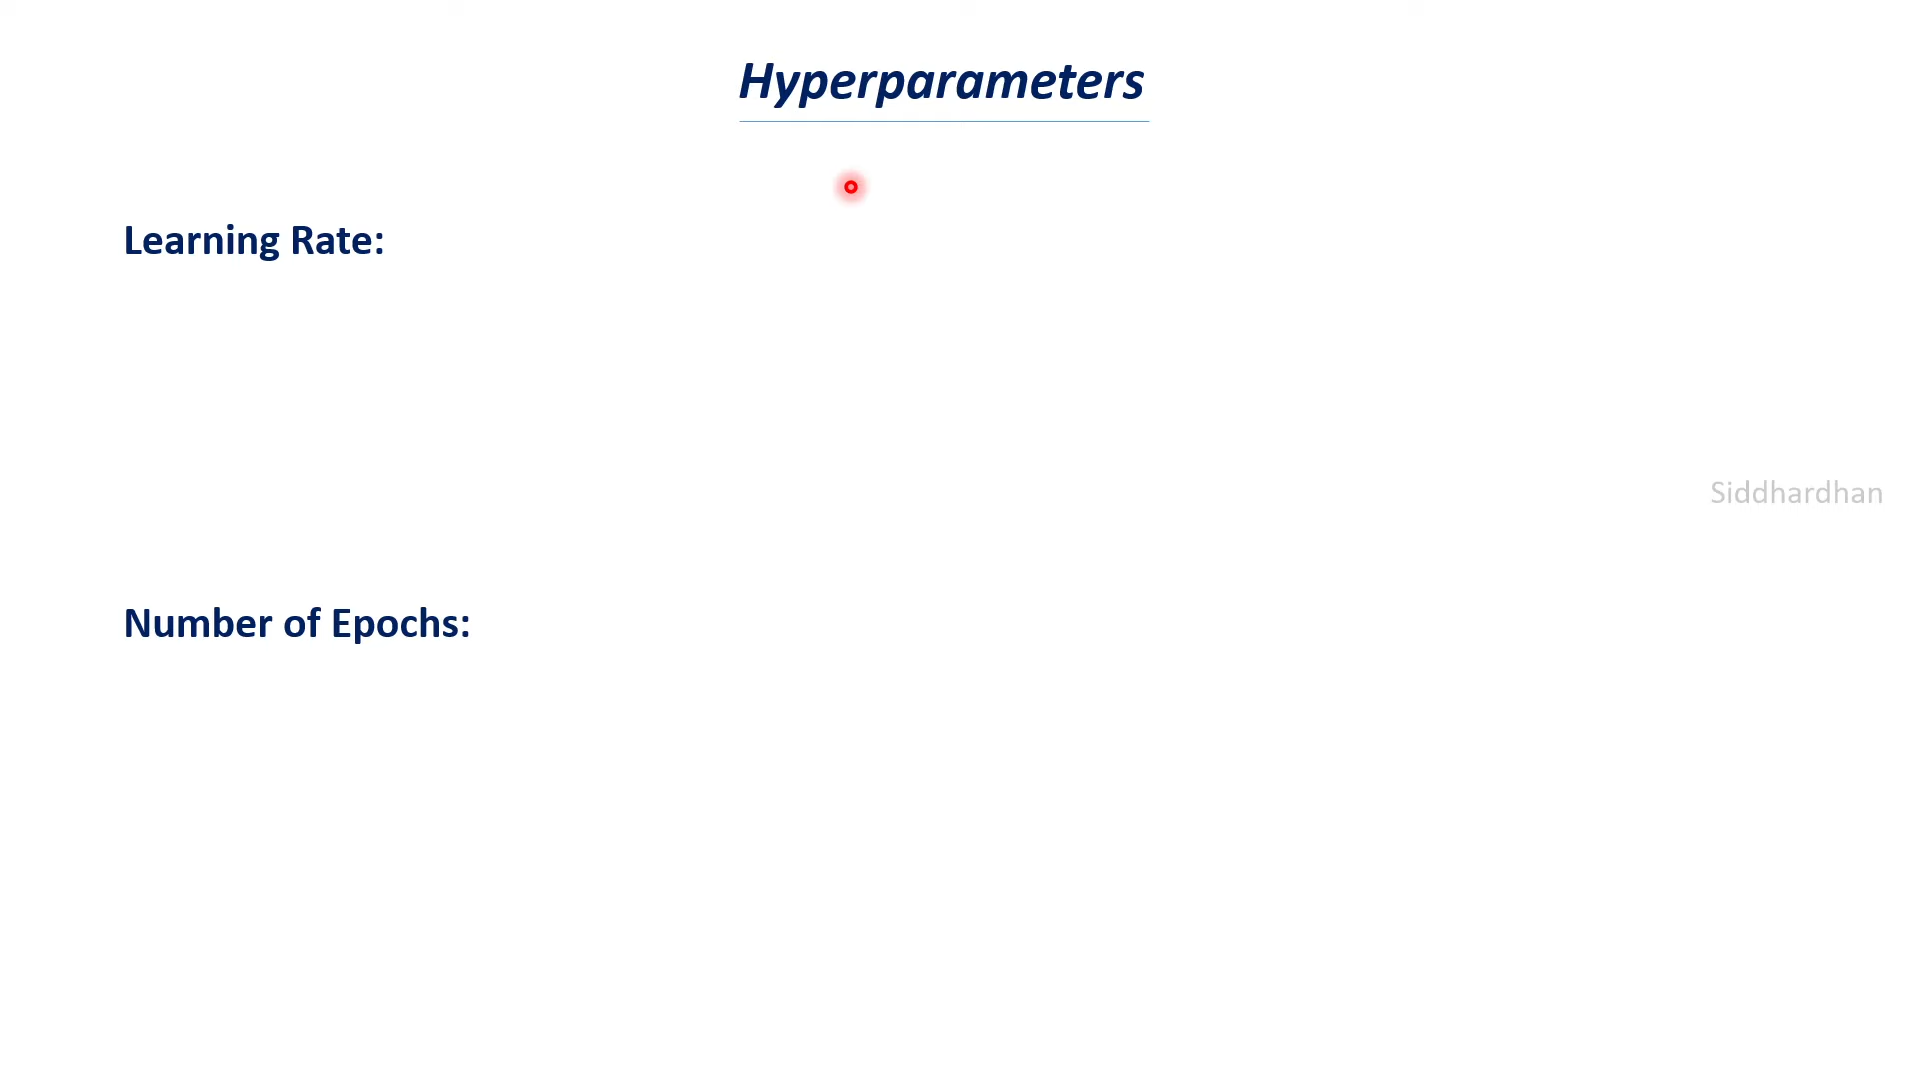 Hyperparameters
Learning Rate:
Siddhardhan
Number of Epochs: